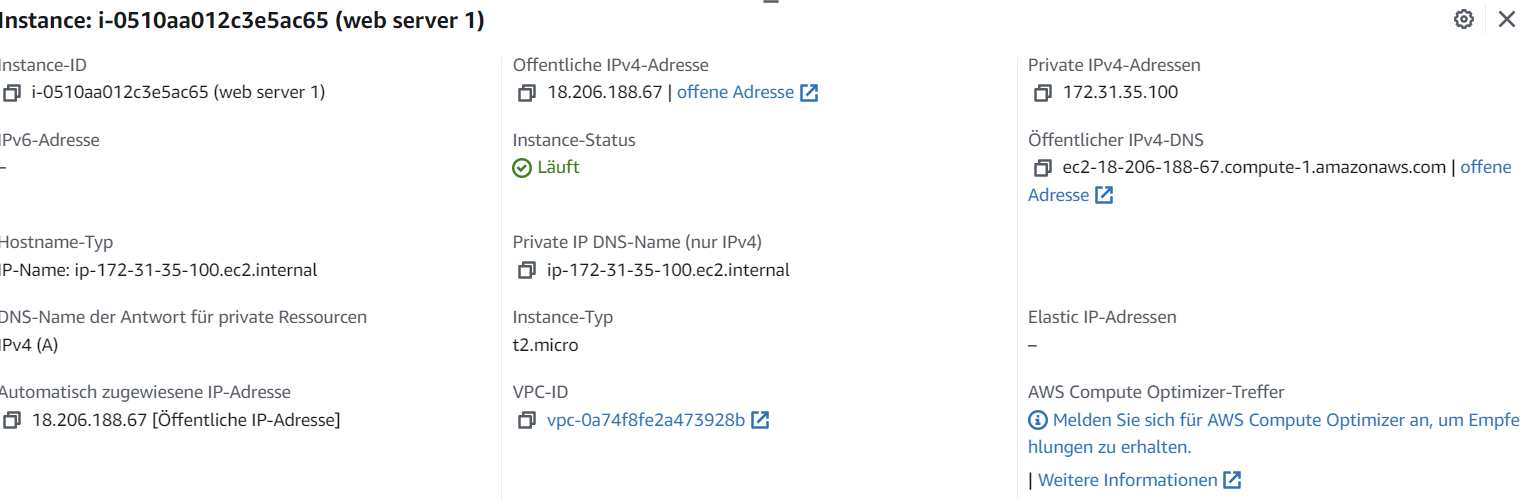 Instance: i-0510aa012c3e5ac65 (web server 1)
Instance-ID
i-0510aa012c3e5ac65 (web server 1)
Öffentliche IPv4-Adresse
18.206.188.67 | offene Adresse
Private IPv4-Adressen
172.31.35.100
IPv6-Adresse
–
Instance-Status
Läuft
Öffentlicher IPv4-DNS
ec2-18-206-188-67.compute-1.amazonaws.com | offene
Adresse
Hostname-Typ
IP-Name: ip-172-31-35-100.ec2.internal
Private IP DNS-Name (nur IPv4)
ip-172-31-35-100.ec2.internal
DNS-Name der Antwort für private Ressourcen
IPv4 (A)
Instance-Typ
t2.micro
Elastic IP-Adressen
–
Automatisch zugewiesene IP-Adresse
18.206.188.67 [Öffentliche IP-Adresse]
VPC-ID
vpc-0a74f8fe2a473928b
AWS Compute Optimizer-Treffer
Melden Sie sich für AWS Compute Optimizer an, um Empfe
hlungen zu erhalten.
| Weitere Informationen